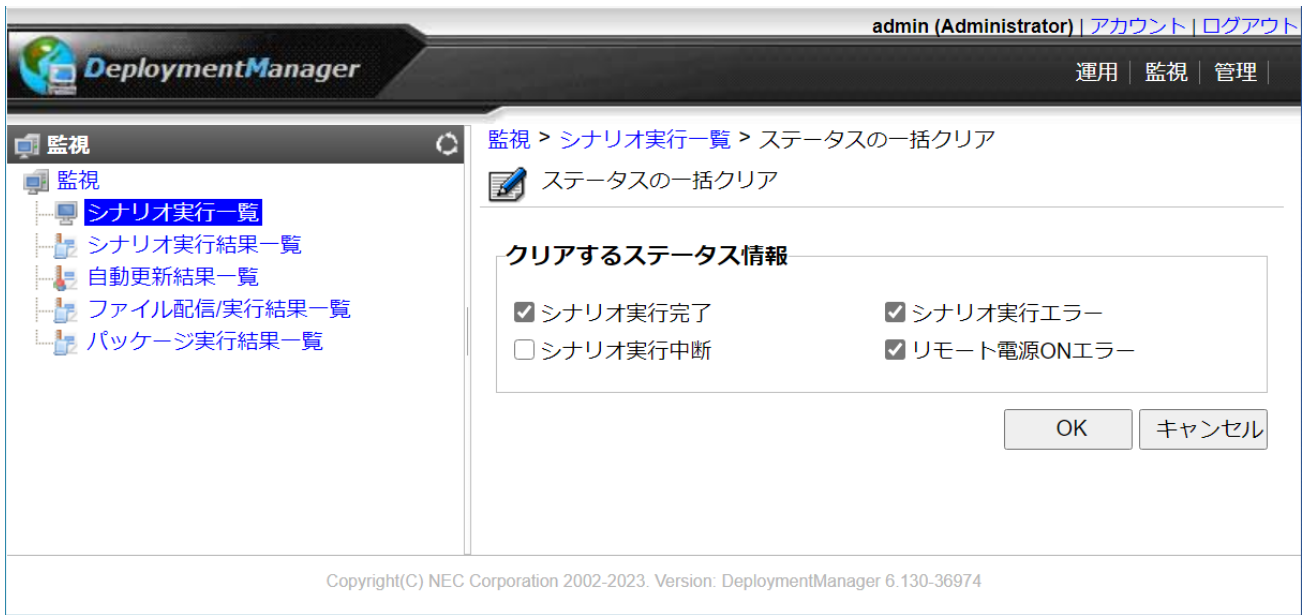 admin (Administrator) | アカウント | ログアウト
DeploymentManager
運用 | 監視 | 管理 |
監視
監視
シナリオ実行一覧
シナリオ実行結果一覧
自動更新結果一覧
ファイル配信/実行結果一覧
パッケージ実行結果一覧
監視 > シナリオ実行一覧 > ステータスの一括クリア
ステータスの一括クリア
クリアするステータス情報
シナリオ実行完了 シナリオ実行エラー
シナリオ実行中断 リモート電源ONエラー
OK キャンセル
Copyright(C) NEC Corporation 2002-2023. Version: DeploymentManager 6.130-36974